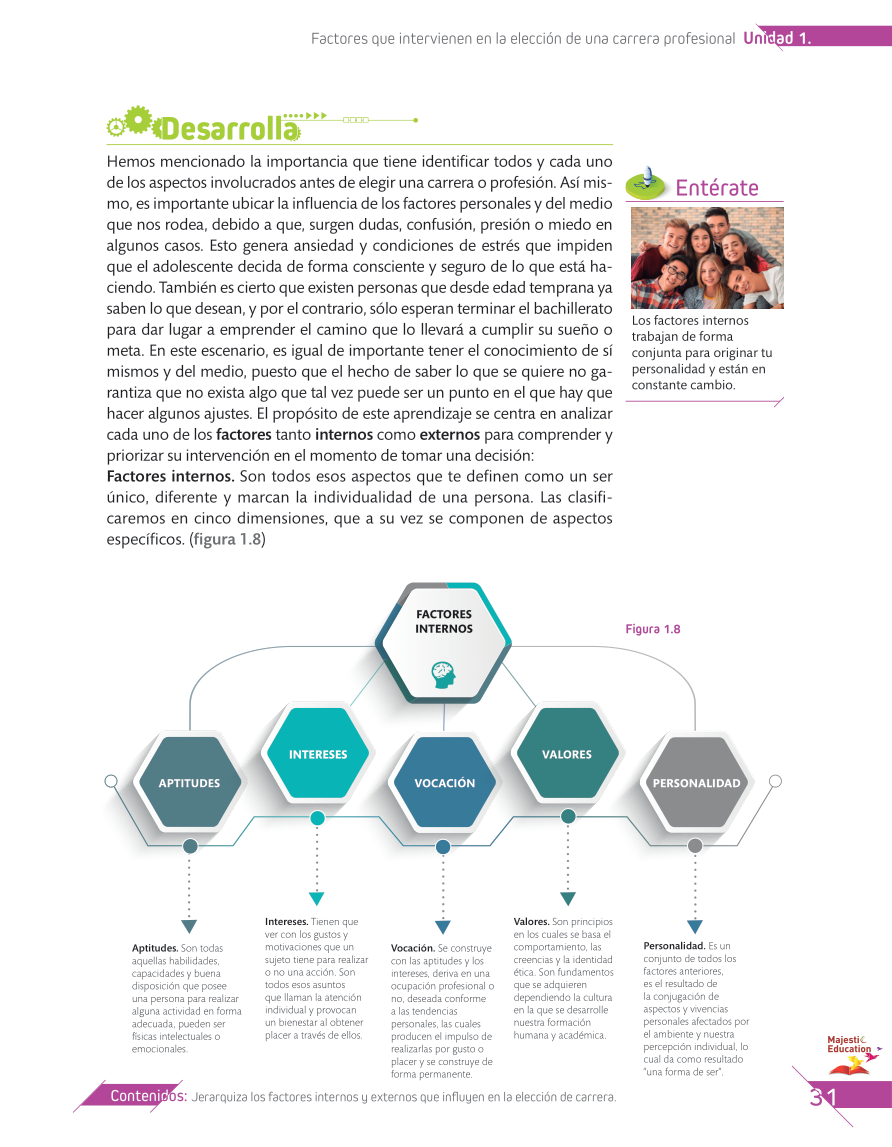 Factores que intervienen en la elección de una carrera profesional Unidad 1.
Desarrolla
Hemos mencionado la importancia que tiene identificar todos y cada uno
de los aspectos involucrados antes de elegir una carrera o profesión. Así mis-
mo, es importante ubicar la influencia de los factores personales y del medio
que nos rodea, debido a que, surgen dudas, confusión, presión o miedo en
algunos casos. Esto genera ansiedad y condiciones de estrés que impiden
que el adolescente decida de forma consciente y seguro de lo que está ha-
ciendo. También es cierto que existen personas que desde edad temprana ya
saben lo que desean, y por el contrario, sólo esperan terminar el bachillerato
para dar lugar a emprender el camino que lo llevará a cumplir su sueño o
meta. En este escenario, es igual de importante tener el conocimiento de sí
mismos y del medio, puesto que el hecho de saber lo que se quiere no ga-
rantiza que no exista algo que tal vez puede ser un punto en el que hay que
hacer algunos ajustes. El propósito de este aprendizaje se centra en analizar
cada uno de los factores tanto internos como externos para comprender y
priorizar su intervención en el momento de tomar una decisión:
Factores internos. Son todos esos aspectos que te definen como un ser
único, diferente y marcan la individualidad de una persona. Las clasifi-
caremos en cinco dimensiones, que a su vez se componen de aspectos
específicos. (figura 1.8)
Entérate
Los factores internos
trabajan de forma
conjunta para originar tu
personalidad y están en
constante cambio.
FACTORES
INTERNOS
Figura 1.8
APTITUDES
INTERESES
VOCACIÓN
VALORES
PERSONALIDAD
Aptitudes. Son todas
aquellas habilidades,
capacidades y buena
disposición que posee
una persona para realizar
alguna actividad en forma
adecuada, pueden ser
físicas intelectuales o
emocionales.
Intereses. Tienen que
ver con los gustos y
motivaciones que un
sujeto tiene para realizar
o no una acción. Son
todos esos asuntos
que llaman la atención
individual y provocan
un bienestar al obtener
placer a través de ellos.
Vocación. Se construye
con las aptitudes y los
intereses, deriva en una
ocupación profesional o
no, deseada conforme
a las tendencias
personales, las cuales
producen el impulso de
realizarlas por gusto o
placer y se construye de
forma permanente.
Valores. Son principios
en los cuales se basa el
comportamiento, las
creencias y la identidad
ética. Son fundamentos
que se adquieren
dependiendo la cultura
en la que se desarrolle
nuestra formación
humana y académica.
Personalidad. Es un
conjunto de todos los
factores anteriores,
es el resultado de
la conjugación de
aspectos y vivencias
personales afectados por
el ambiente y nuestra
percepción individual, lo
cual da como resultado
"una forma de ser".
Majestic
Education
Contenidos: Jerarquiza los factores internos y externos que influyen en la elección de carrera.
31